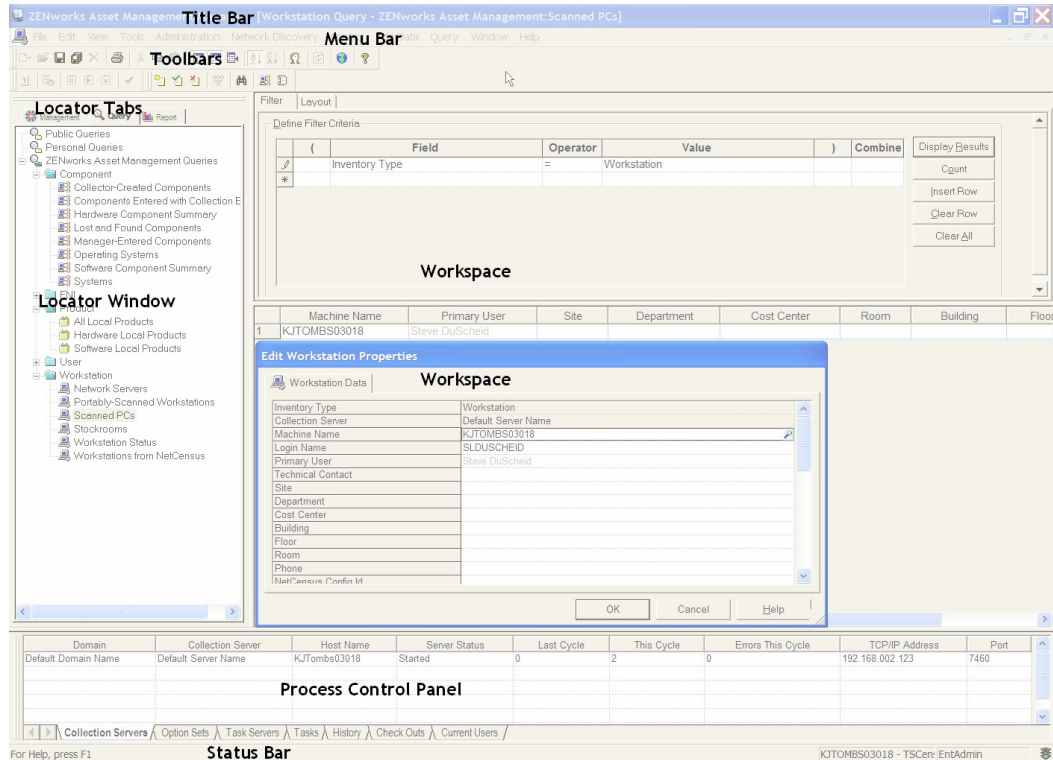 ZENworks Asset Manageme Title Bar [Workstation Query - ZENworks Asset Management:Scanned PCs]
File Edit View Tools Administration Network Discovery Menu Bar Data Query Window Help
Toolbars
Locator Tabs
Management Query Report
Public Queries
Personal Queries
ZENworks Asset Management Queries
Component
Collector-Created Components
Components Entered with Collection E
Hardware Component Summary
Lost and Found Components
Manager-Entered Components
Operating Systems
Software Component Summary
Systems
Locator Window
Product
All Local Products
Hardware Local Products
Software Local Products
User
Workstation
Network Servers
Portably-Scanned Workstations
Scanned PCs
Stockrooms
Workstation Status
Workstations from NetCensus
Filter Layout
Define Filter Criteria
( Field Operator Value ) Combine
Inventory Type = Workstation
*
Display Results
Count
Insert Row
Clear Row
Clear All
Workspace
Machine Name Primary User Site Department Cost Center Room Building Floor
1 KJTOMBS03018 Steve DuScheid
Edit Workstation Properties
Workstation Data
Workspace
Inventory Type Workstation
Collection Server Default Server Name
Machine Name KJTOMBS03018
Login Name SLDUSCHEID
Primary User Steve DuScheid
Technical Contact
Site
Department
Cost Center
Building
Floor
Room
Phone
NetCensus Config Id
OK Cancel Help
Domain Collection Server Host Name Server Status Last Cycle This Cycle Errors This Cycle TCP/IP Address Port
Default Domain Name Default Server Name KJTombs03018 Started 0 2 0 192.168.002.123 7460
Process Control Panel
Collection Servers Option Sets Task Servers Tasks History Check Outs Current Users
For Help, press F1
Status Bar
KJTOMBS03018 - TSCen: EntAdmin